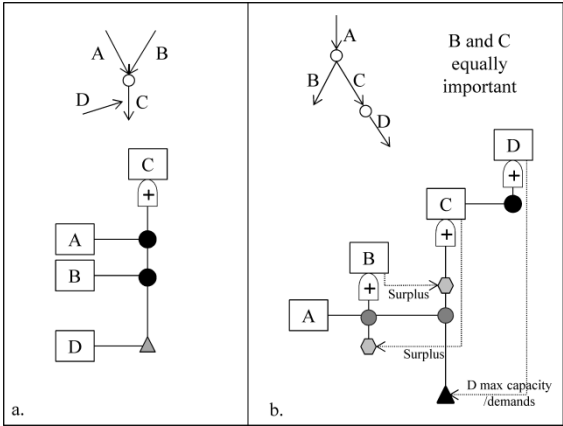 A
B
D
C
C
+
A
B
D
a.
A
B
C
D
B and C
equally
important
D
+
C
+
B
+
Surplus
A
Surplus
D max capacity
/demands
b.